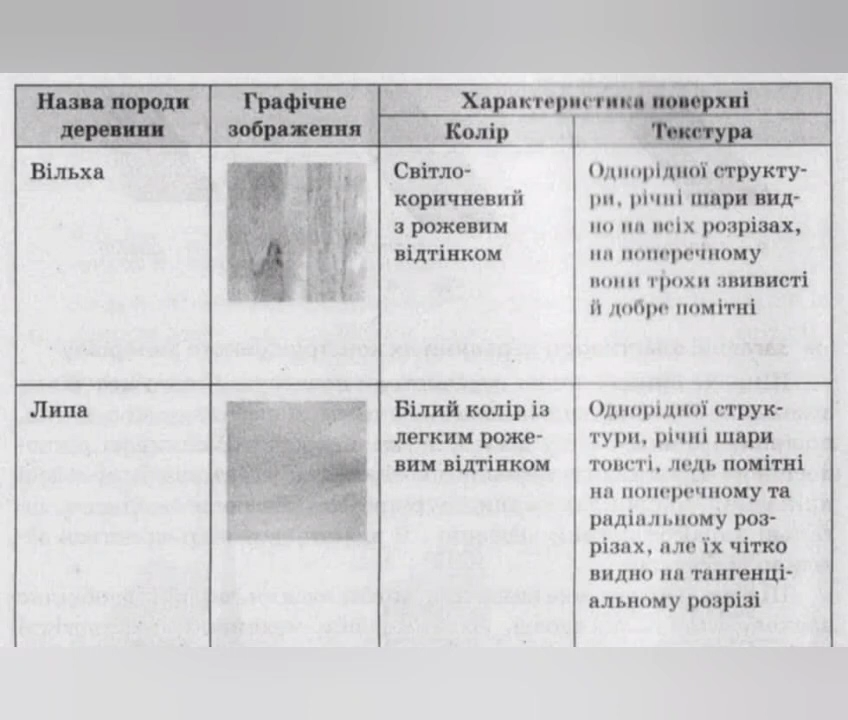 Назва породи деревини
Графічне зображення
Характеристика поверхні
Колір
Текстура
Вільха
Світло-
коричневий
з рожевим
відтінком
Однорідної структу-
ри, річні шари вид-
но на всіх розрізах,
на поперечному
вони трохи звивисті
й добре помітні
Липа
Білий колір із
легким роже-
вим відтінком
Однорідної струк-
тури, річні шари
товсті, ледь помітні
на поперечному та
радіальному роз-
різах, але їх чітко
видно на тангенці-
альному розрізі